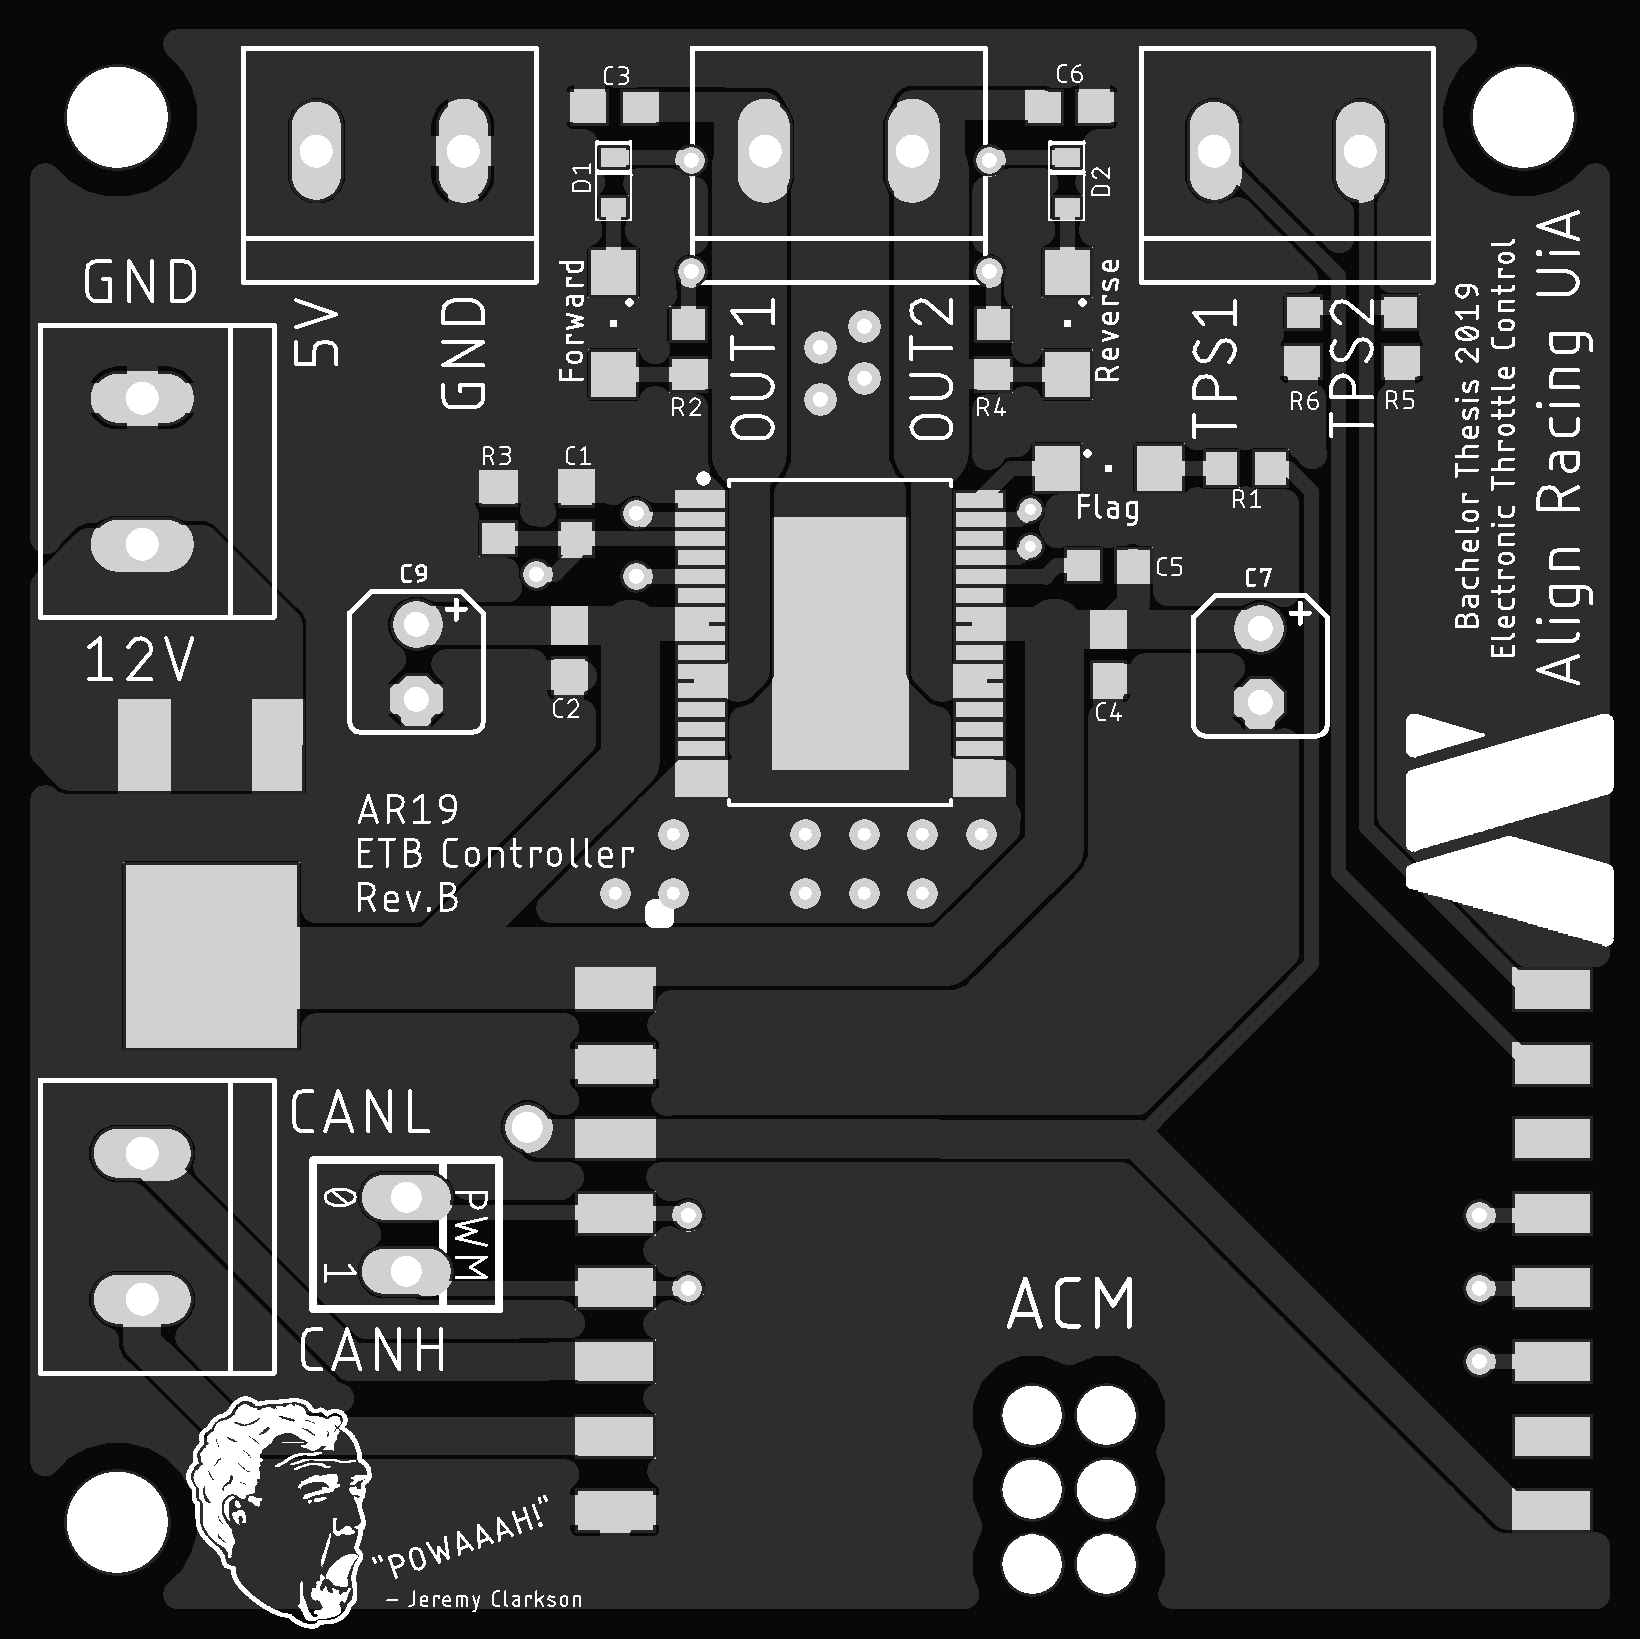 C3
C6
D1
D2
GND
5V
GND
Forward
OUT1
OUT2
Reverse
TPS1
TPS2
R2
R4
R6
R5
Bachelor Thesis 2019
Electronic Throttle Control
Align Racing UiA
R3
C1
Flag
R1
C9
+
C5
C7
+
12V
C2
C4
AR19
ETB Controller
Rev.B
CANL
0
1
PWM
CANH
ACM
"POWAAAH!"
– Jeremy Clarkson